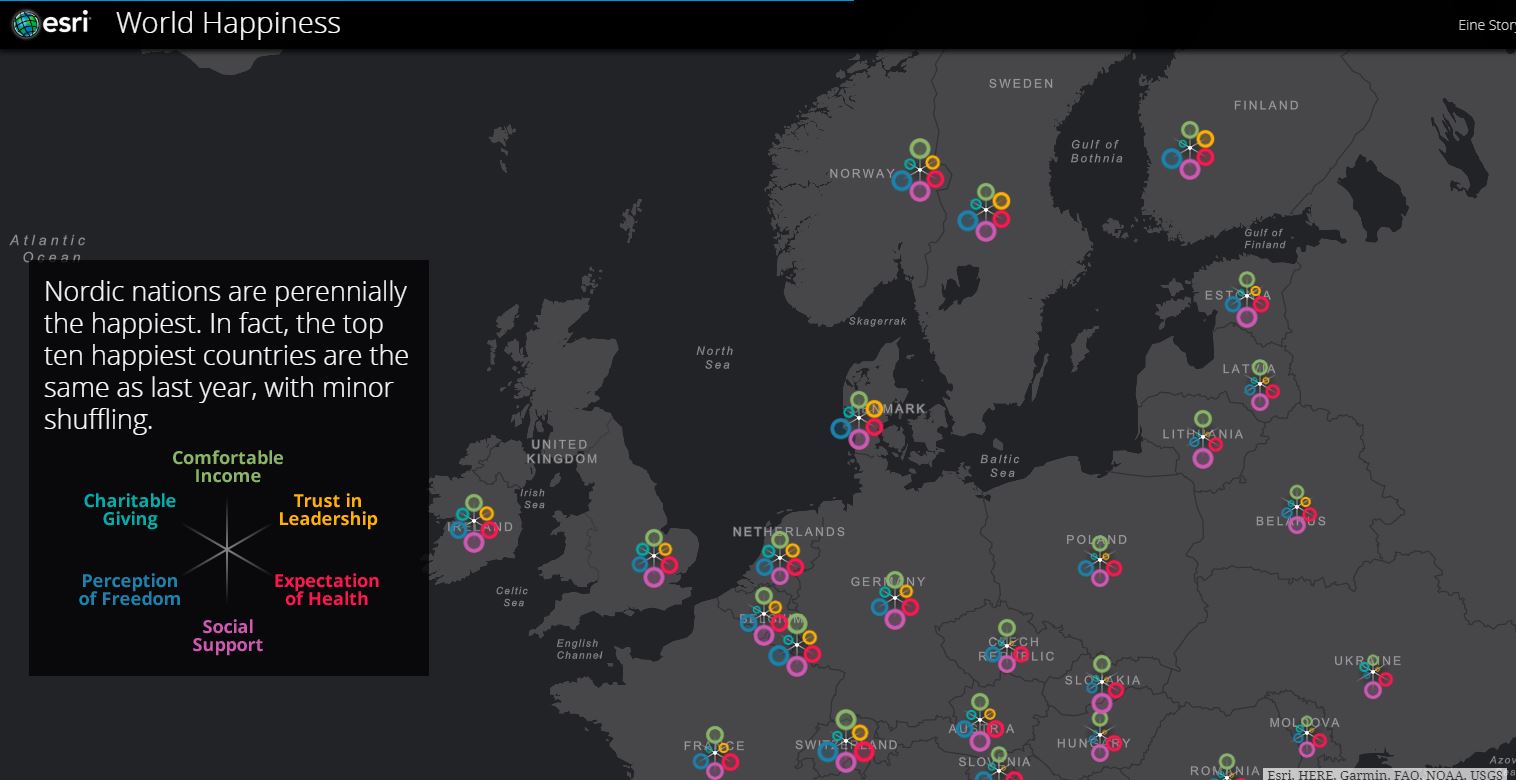 esri
World Happiness
Eine Story
SWEDEN
FINLAND
Gulf of
Bothnia
NORWAY
Atlantic
Ocean
Gulf of
Finland
Nordic nations are perennially
the happiest. In fact, the top
ten happiest countries are the
same as last year, with minor
shuffling.
Comfortable
Income
Charitable
Giving
Trust in
Leadership
Perception
of Freedom
Expectation
of Health
Social
Support
ESTONIA
Skagerrak
North
Sea
LATVIA
DENMARK
LITHUANIA
UNITED
KINGDOM
Baltic
Sea
Irish
Sea
IRELAND
BELARUS
NETHERLANDS
POLAND
GERMANY
Celtic
Sea
BELGIUM
English
Channel
CZECH
REPUBLIC
UKRAINE
SLOVAKIA
MOLDOVA
AUSTRIA
FRANCE
SWITZERLAND
HUNGARY
SLOVENIA
ROMANIA
Azov
Esri, HERE, Garmin, FAO, NOAA, USGS